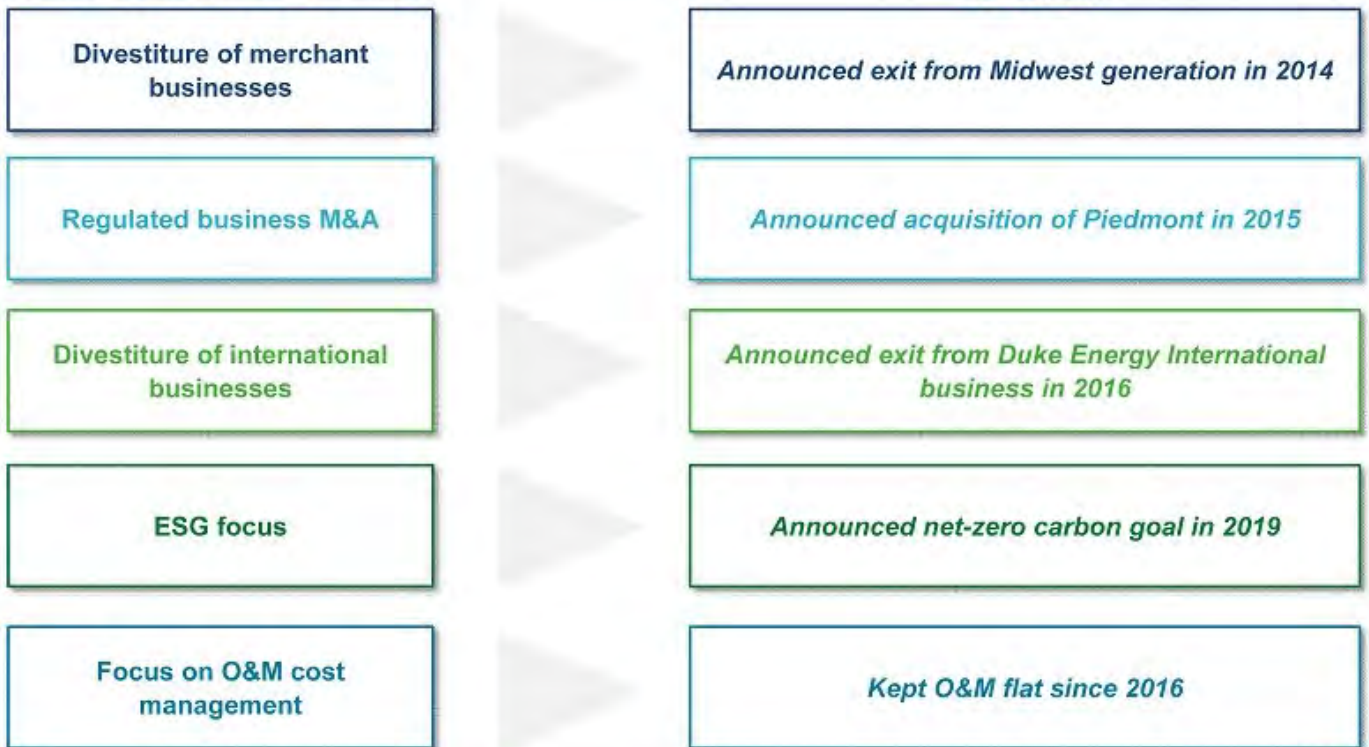 Divestiture of merchant
businesses
Announced exit from Midwest generation in 2014
Regulated business M&A
Announced acquisition of Piedmont in 2015
Divestiture of international
businesses
Announced exit from Duke Energy International
business in 2016
ESG focus
Announced net-zero carbon goal in 2019
Focus on O&M cost
management
Kept O&M flat since 2016